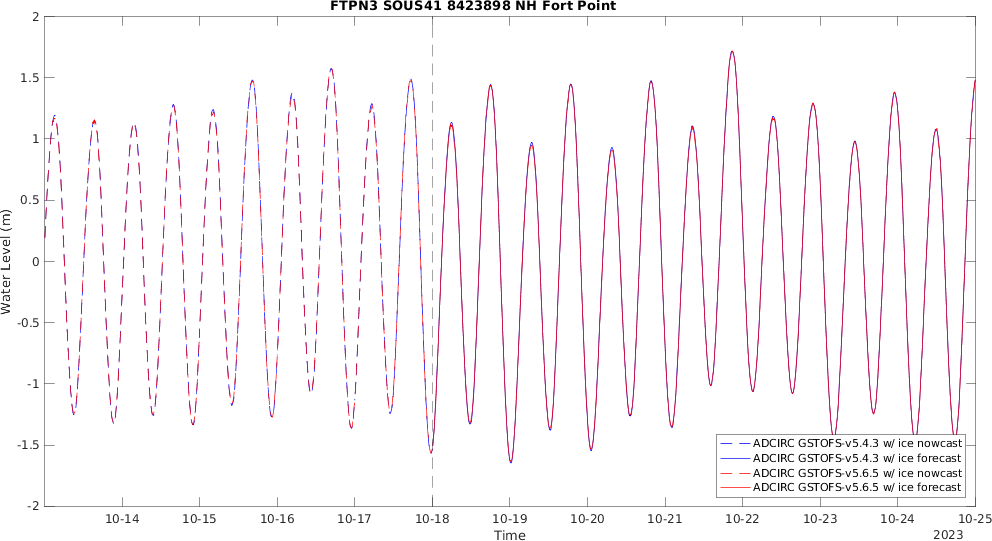 FTPN3 SOUS41 8423898 NH Fort Point
2
1.5
1
0.5
0
-0.5
-1
-1.5
-2
Water Level (m)
ADCIRC GSTOFS-v5.4.3 w/ ice nowcast
ADCIRC GSTOFS-v5.4.3 w/ ice forecast
ADCIRC GSTOFS-v5.6.5 w/ ice nowcast
ADCIRC GSTOFS-v5.6.5 w/ ice forecast
10-14 10-15 10-16 10-17 10-18 10-19 10-20 10-21 10-22 10-23 10-24 10-25
Time
2023